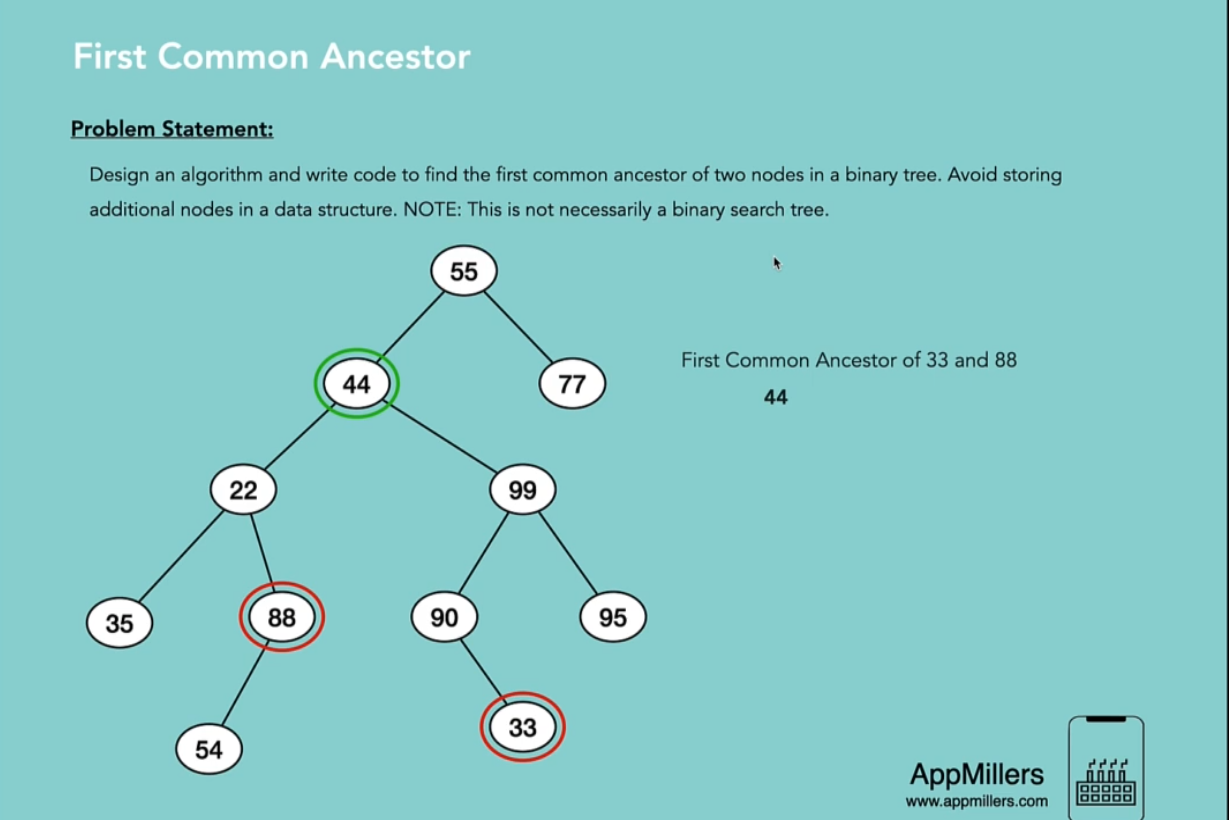 First Common Ancestor
Problem Statement:
Design an algorithm and write code to find the first common ancestor of two nodes in a binary tree. Avoid storing
additional nodes in a data structure. NOTE: This is not necessarily a binary search tree.
55
44
77
First Common Ancestor of 33 and 88
44
22
99
35
88
90
95
54
33
AppMillers
www.appmillers.com